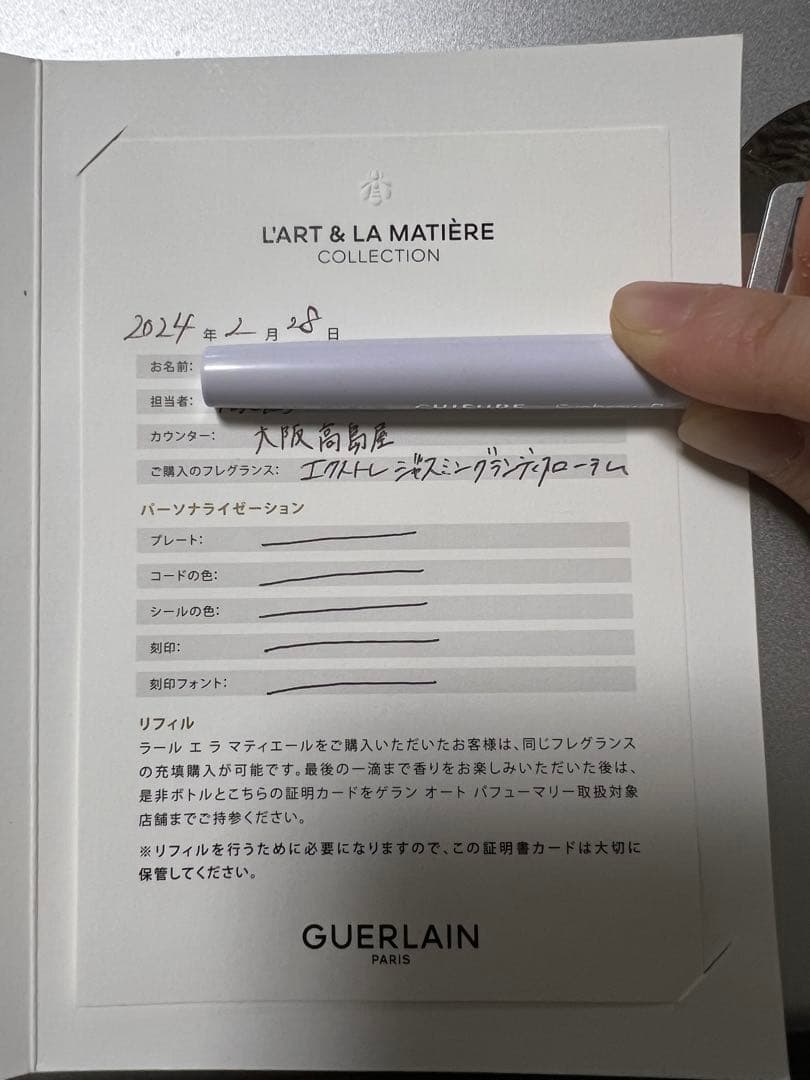 L'ART & LA MATIÈRE
COLLECTION
2024年2月28日
お名前:
担当者:
カウンター: 大阪高島屋
ご購入のフレグランス: エクストレ ジャスミングランディフローラム
パーソナライゼーション
プレート:
コードの色:
シールの色:
刻印:
刻印フォント:
リフィル
ラール エ ラ マティエールをご購入いただいたお客様は、同じフレグランス
の充填購入が可能です。最後の一滴まで香りをお楽しみいただいた後は、
是非ボトルとこちらの証明カードをゲラン オート パフューマリー取扱対象
店舗までご持参ください。
※リフィルを行うために必要になりますので、この証明書カードは大切に
保管してください。
GUERLAIN
PARIS